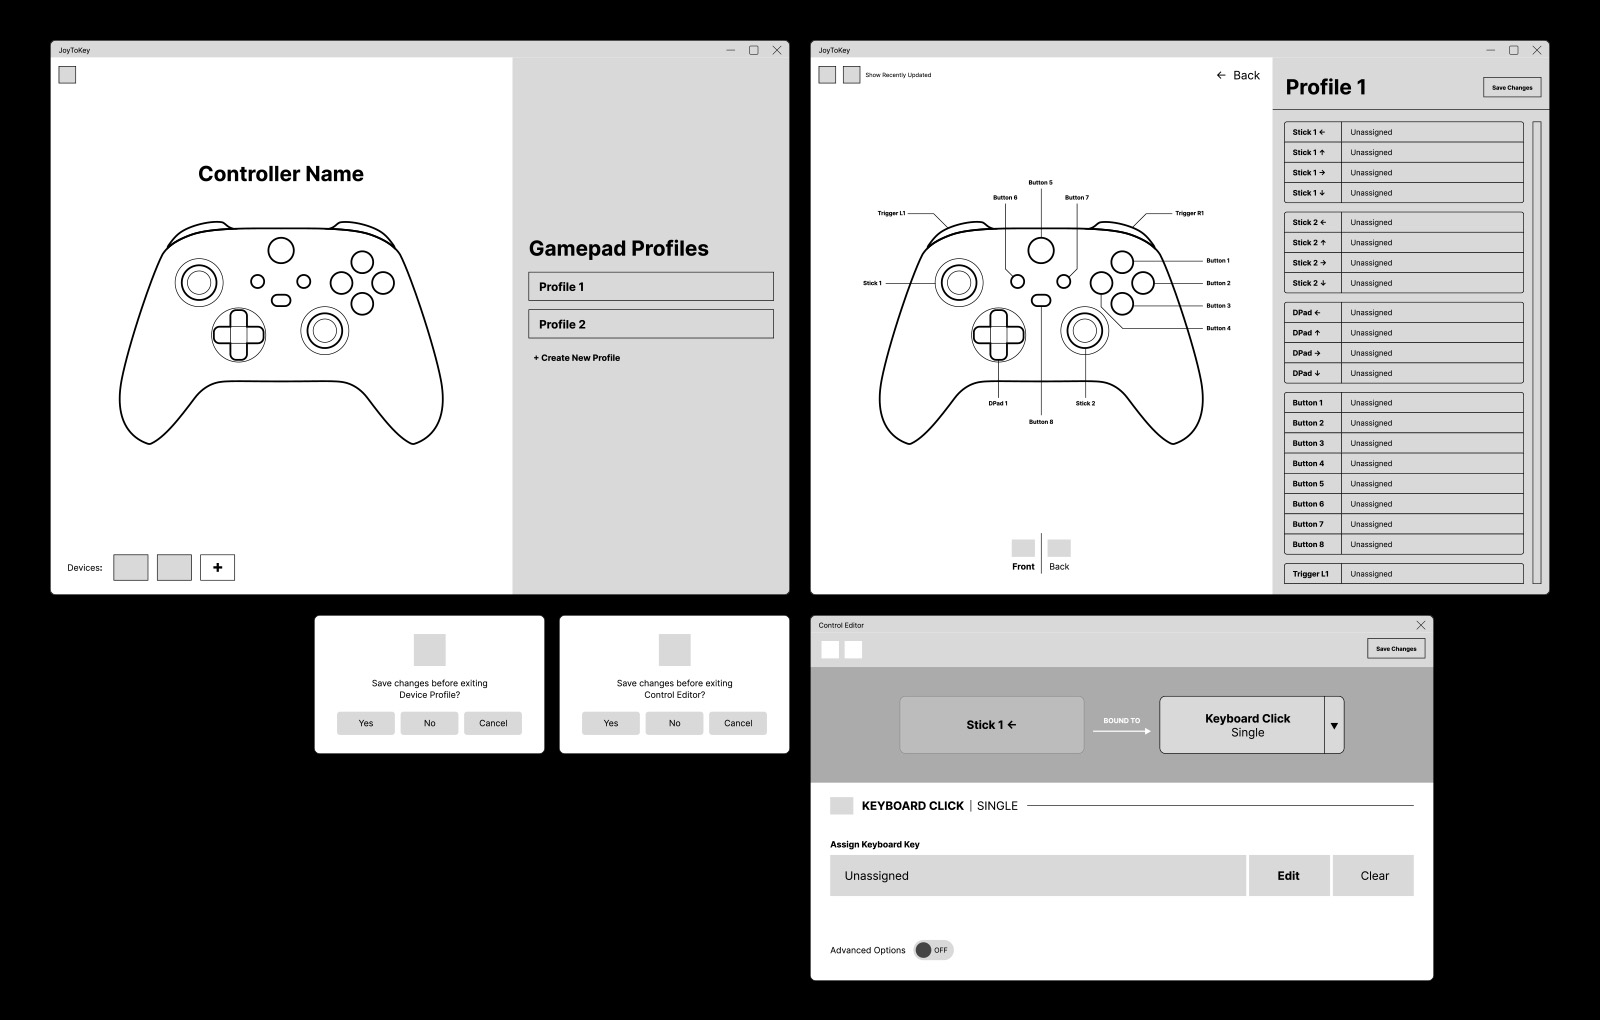 JoyToKey
Controller Name
Devices:
+
Gamepad Profiles
Profile 1
Profile 2
+ Create New Profile
JoyToKey
Show Recently Updated
← Back
Button 5
Button 6
Button 7
Trigger L1
Trigger R1
Button 1
Stick 1
Button 2
Button 3
Button 4
DPad 1
Stick 2
Button 8
Front
Back
Profile 1
Save Changes
Stick 1 ← Unassigned
Stick 1 ↑ Unassigned
Stick 1 → Unassigned
Stick 1 ↓ Unassigned
Stick 2 ← Unassigned
Stick 2 ↑ Unassigned
Stick 2 → Unassigned
Stick 2 ↓ Unassigned
DPad ← Unassigned
DPad ↑ Unassigned
DPad → Unassigned
DPad ↓ Unassigned
Button 1 Unassigned
Button 2 Unassigned
Button 3 Unassigned
Button 4 Unassigned
Button 5 Unassigned
Button 6 Unassigned
Button 7 Unassigned
Button 8 Unassigned
Trigger L1 Unassigned
Save changes before exiting
Device Profile?
Yes
No
Cancel
Save changes before exiting
Control Editor?
Yes
No
Cancel
Control Editor
Save Changes
Stick 1 ←
BOUND TO
Keyboard Click
Single
KEYBOARD CLICK | SINGLE
Assign Keyboard Key
Unassigned
Edit
Clear
Advanced Options
OFF